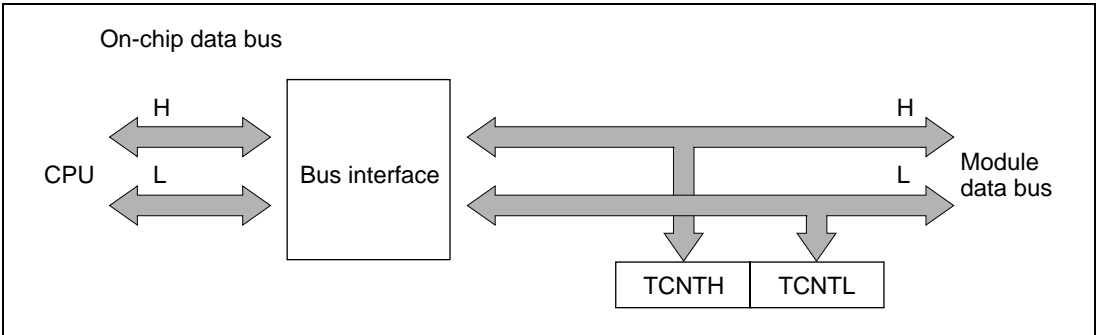 On-chip data bus
H
H
CPU
L
Bus interface
L
Module
data bus
TCNTH
TCNTL